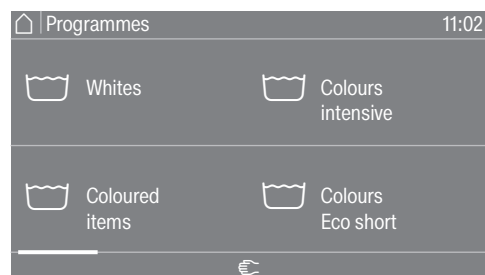 Programmes
11:02
Whites
Colours
intensive
Coloured
items
Colours
Eco short